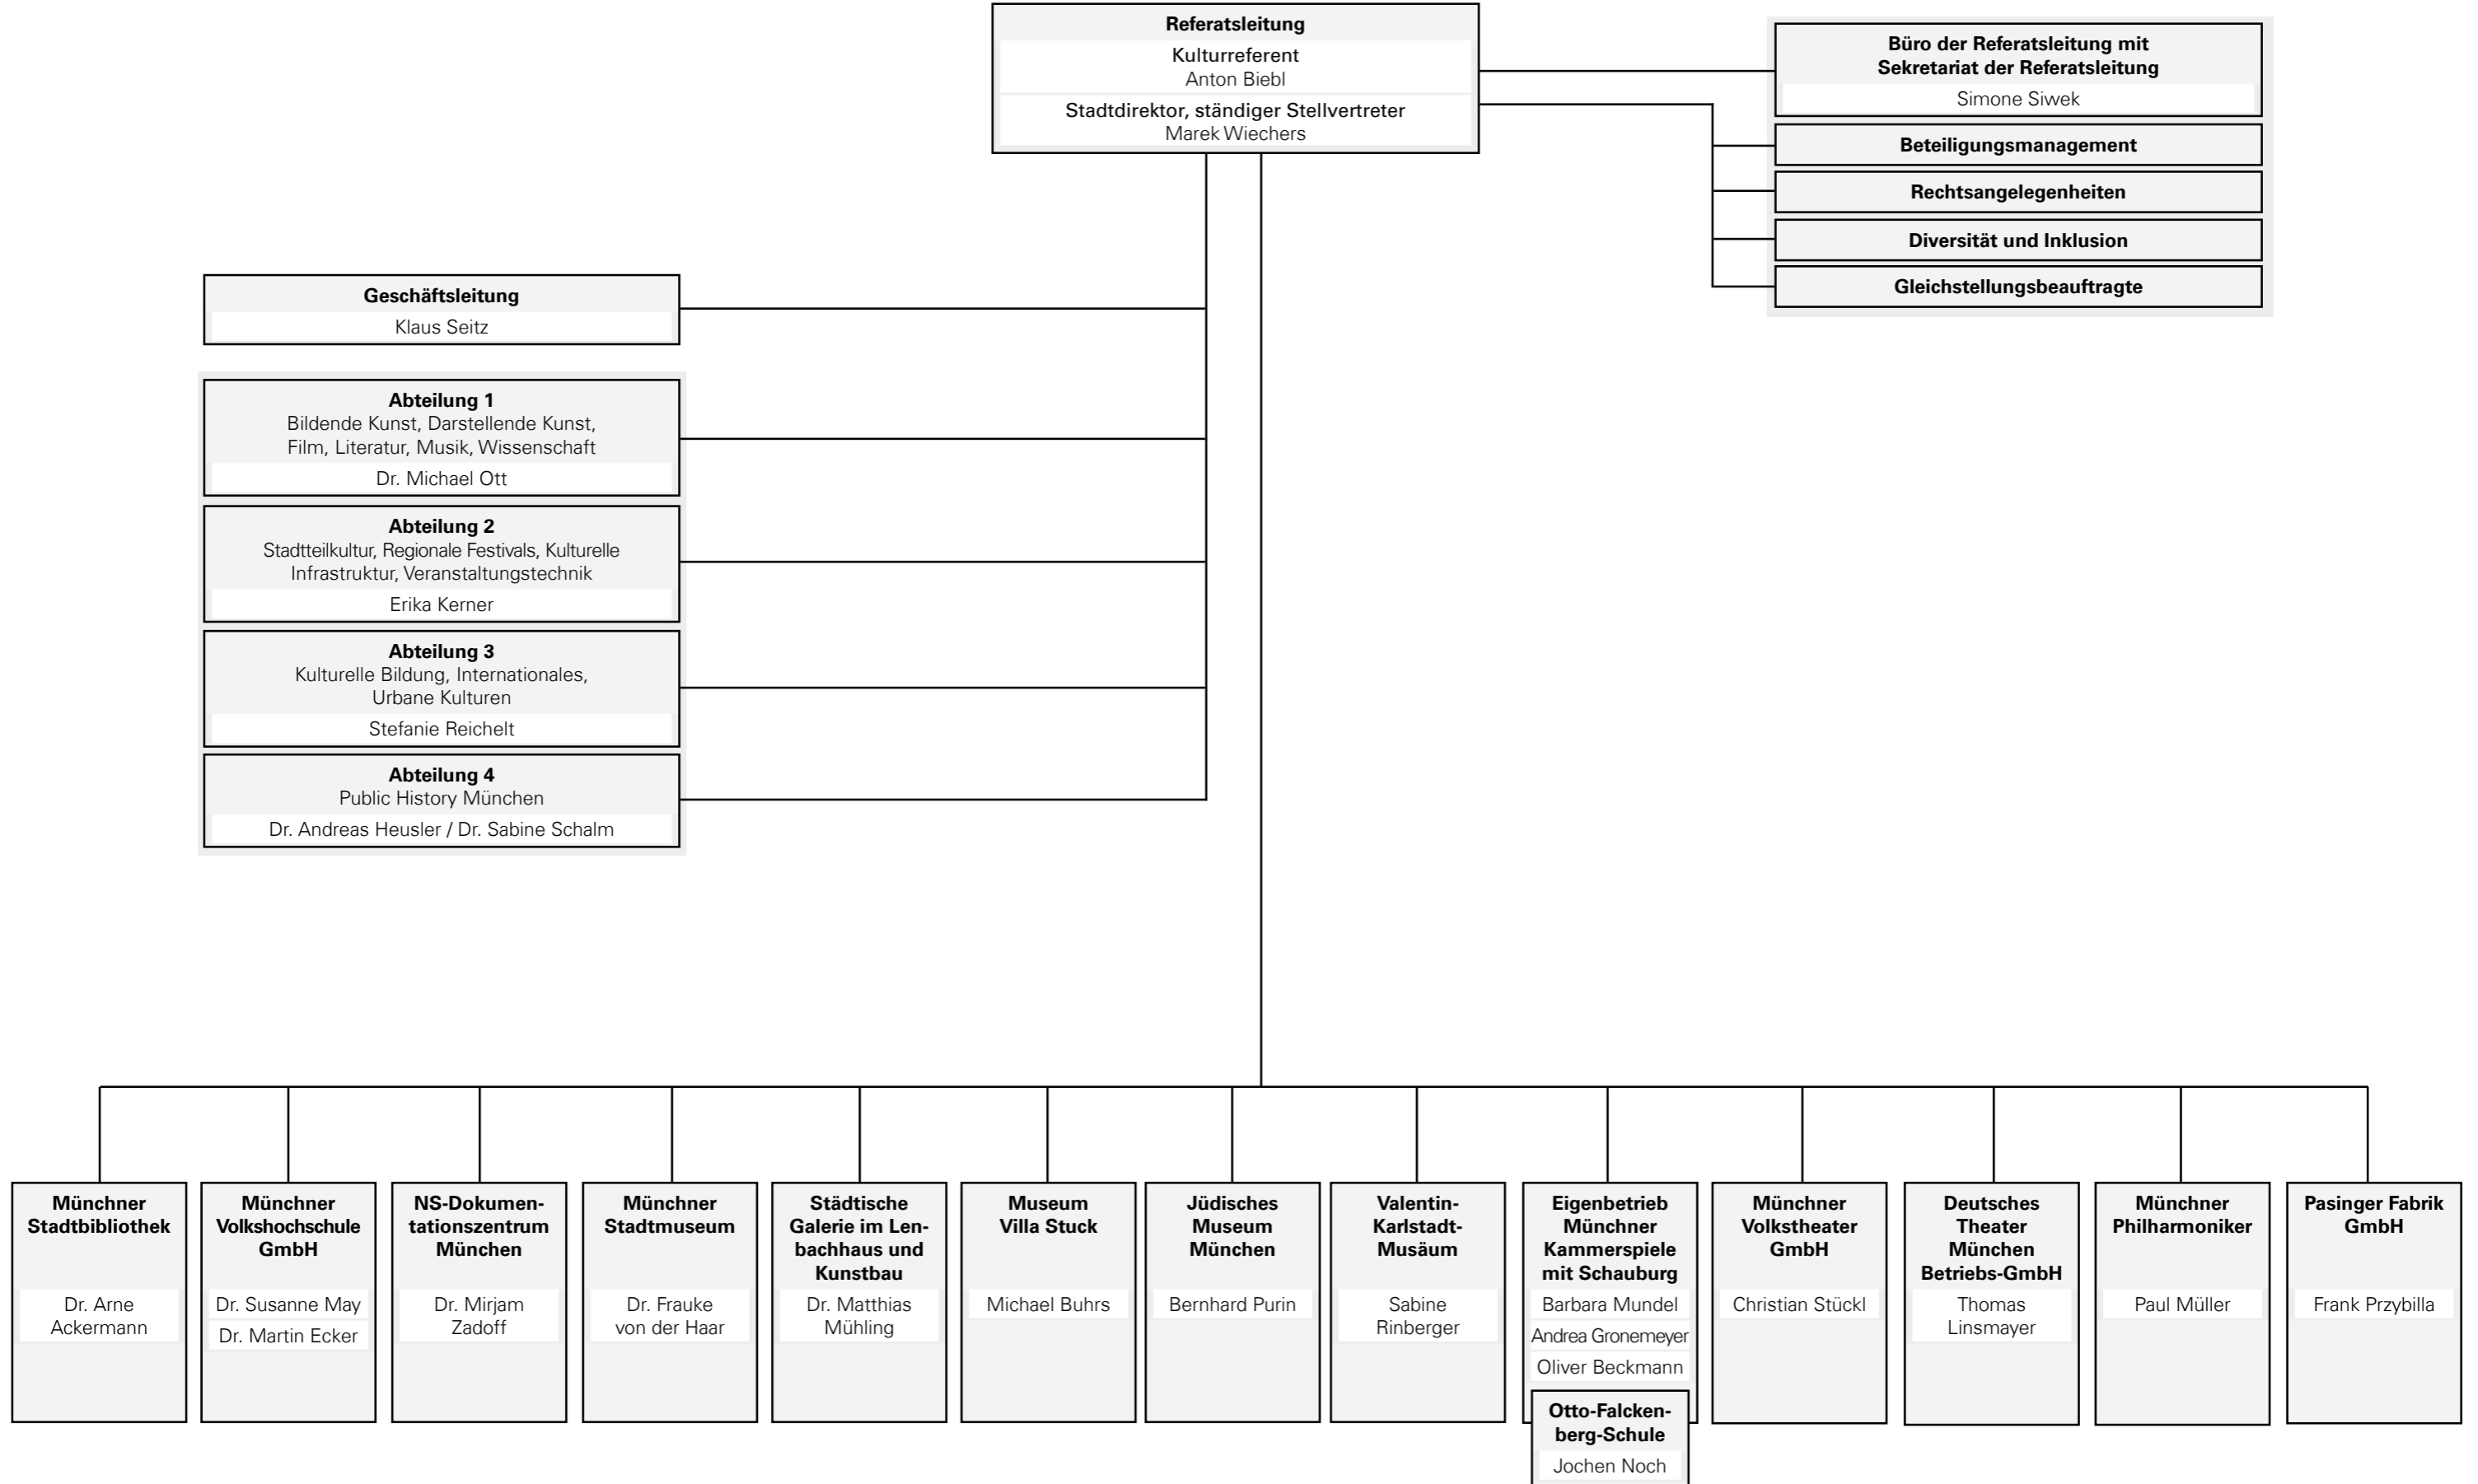 Referatsleitung
Kulturreferent
Anton Biebl
Stadtdirektor, ständiger Stellvertreter
Marek Wiechers
Büro der Referatsleitung mit
Sekretariat der Referatsleitung
Simone Siwek
Beteiligungsmanagement
Rechtsangelegenheiten
Diversität und Inklusion
Gleichstellungsbeauftragte
Geschäftsleitung
Klaus Seitz
Abteilung 1
Bildende Kunst, Darstellende Kunst,
Film, Literatur, Musik, Wissenschaft
Dr. Michael Ott
Abteilung 2
Stadtteilkultur, Regionale Festivals, Kulturelle
Infrastruktur, Veranstaltungstechnik
Erika Kerner
Abteilung 3
Kulturelle Bildung, Internationales,
Urbane Kulturen
Stefanie Reichelt
Abteilung 4
Public History München
Dr. Andreas Heusler / Dr. Sabine Schalm
Münchner
Stadtbibliothek
Dr. Arne
Ackermann
Münchner
Volkshochschule
GmbH
Dr. Susanne May
Dr. Martin Ecker
NS-Dokumen-
tationszentrum
München
Dr. Mirjam
Zadoff
Münchner
Stadtmuseum
Dr. Frauke
von der Haar
Städtische
Galerie im Len-
bachhaus und
Kunstbau
Dr. Matthias
Mühling
Museum
Villa Stuck
Michael Buhrs
Jüdisches
Museum
München
Bernhard Purin
Valentin-
Karlstadt-
Musäum
Sabine
Rinberger
Eigenbetrieb
Münchner
Kammerspiele
mit Schauburg
Barbara Mundel
Andrea Gronemeyer
Oliver Beckmann
Otto-Falcken-
berg-Schule
Jochen Noch
Münchner
Volkstheater
GmbH
Christian Stückl
Deutsches
Theater
München
Betriebs-GmbH
Thomas
Linsmayer
Münchner
Philharmoniker
Paul Müller
Pasinger Fabrik
GmbH
Frank Przybilla